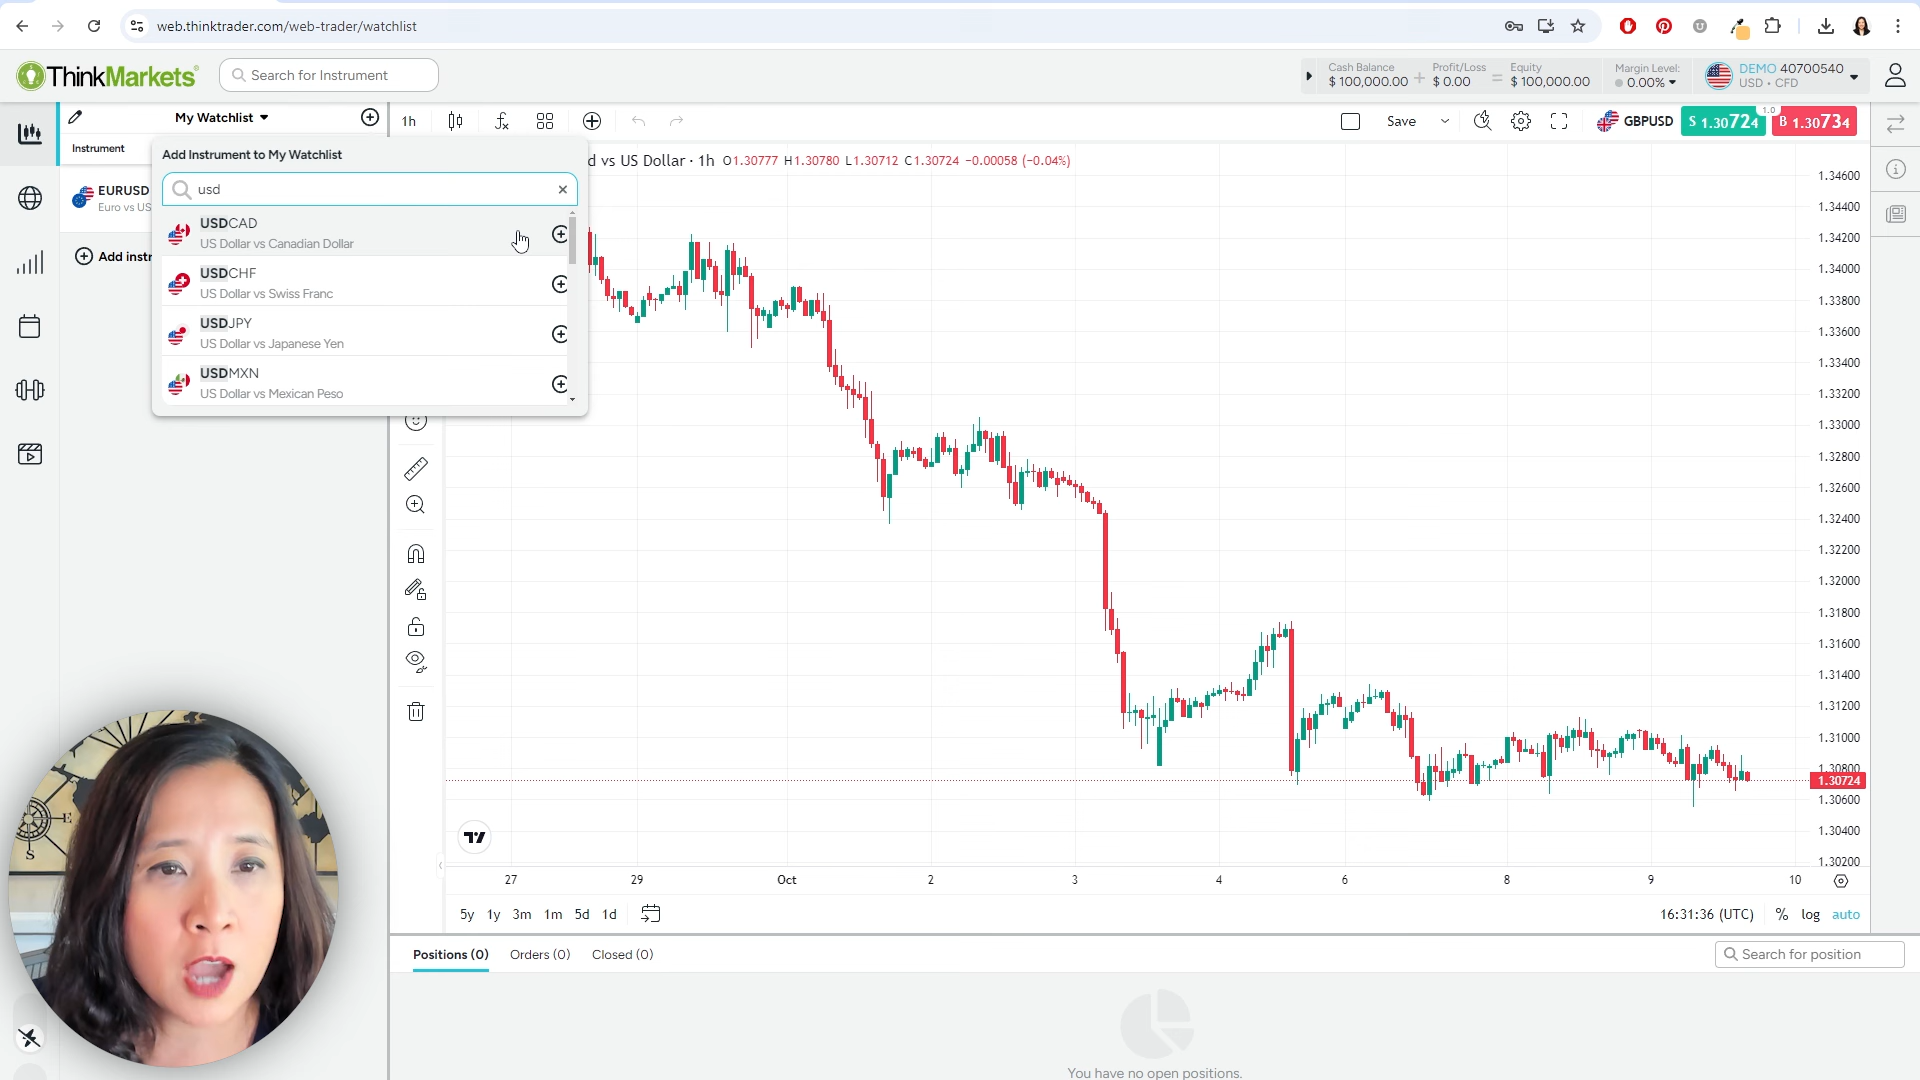 web.thinktrader.com/web-trader/watchlist
ThinkMarkets
Search for Instrument
Cash Balance
$ 100,000.00
+
Profit/Loss
$ 0.00
=
Equity
$ 100,000.00
Margin Level:
0.00%
DEMO 40700540
USD • CFD
My Watchlist
Instrument
EURUSD
Euro vs US
Add instr
Add Instrument to My Watchlist
usd
USDCAD
US Dollar vs Canadian Dollar
USDCHF
US Dollar vs Swiss Franc
USDJPY
US Dollar vs Japanese Yen
USDMXN
US Dollar vs Mexican Peso
1h
Save
GBPUSD
S 1.30724
1.0
B 1.30734
d vs US Dollar · 1h O1.30777 H1.30780 L1.30712 C1.30724 −0.00058 (−0.04%)
1.34600
1.34400
1.34200
1.34000
1.33800
1.33600
1.33400
1.33200
1.33000
1.32800
1.32600
1.32400
1.32200
1.32000
1.31800
1.31600
1.31400
1.31200
1.31000
1.30800
1.30724
1.30600
1.30400
1.30200
27 29 Oct 2 3 4 6 8 9 10
5y 1y 3m 1m 5d 1d
16:31:36 (UTC) % log auto
E
S
Positions (0) Orders (0) Closed (0)
Search for position
You have no open positions.